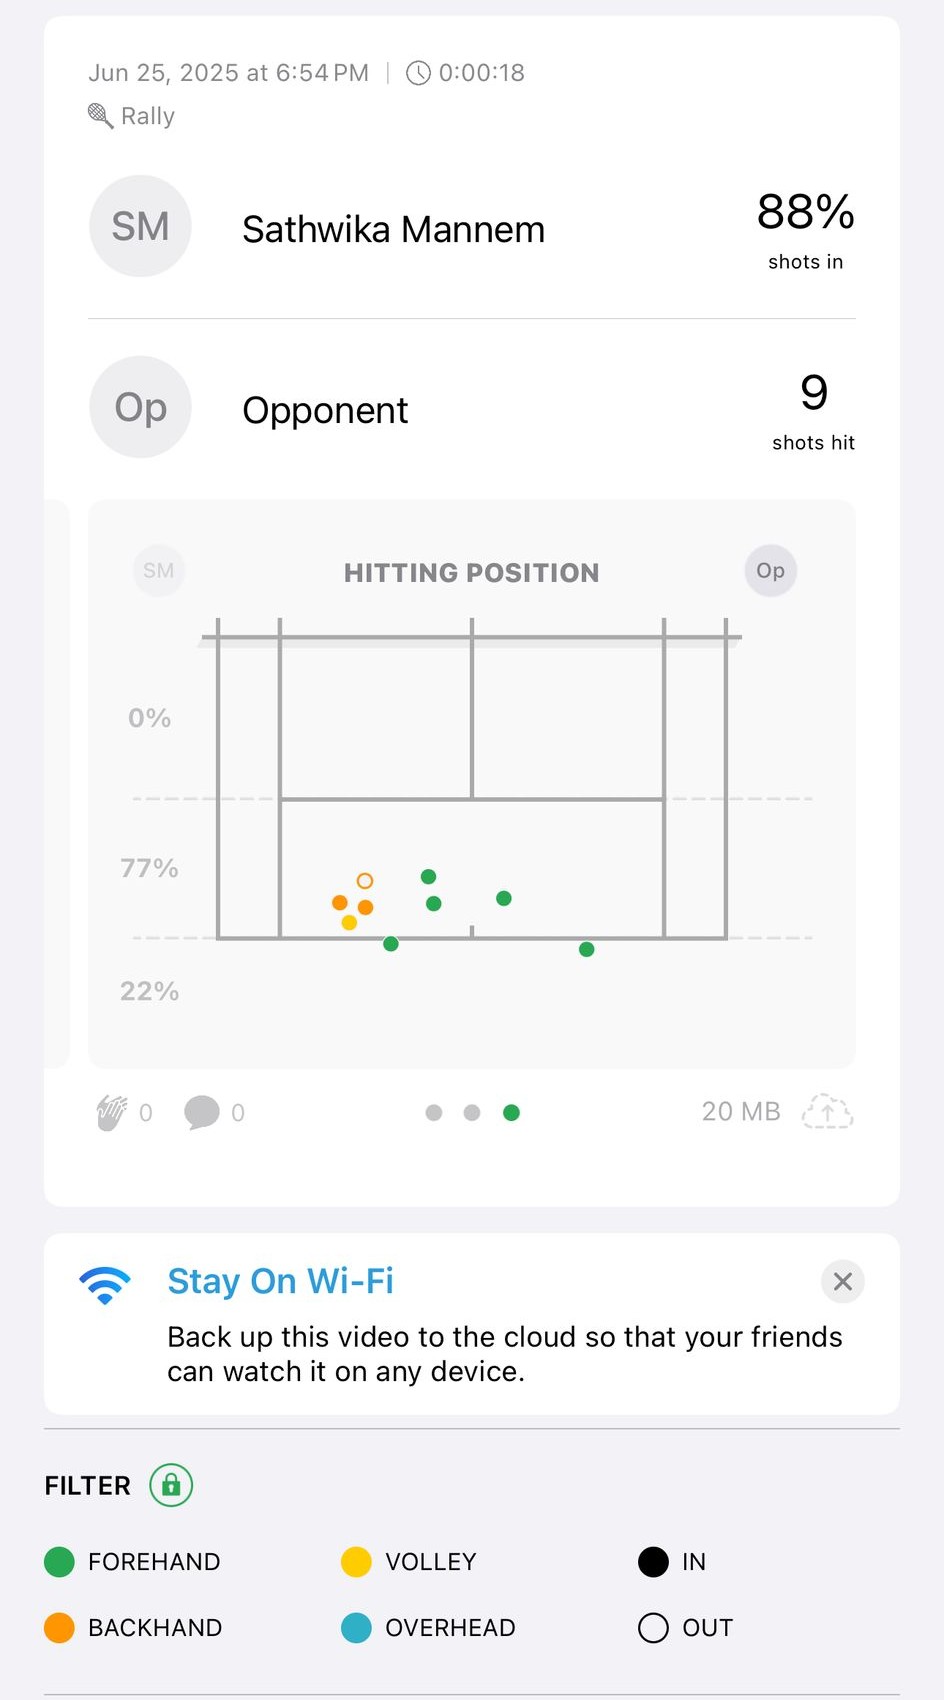 Jun 25, 2025 at 6:54 PM | 0:00:18
Rally
SM Sathwika Mannem 88%
shots in
Op Opponent 9
shots hit
SM HITTING POSITION Op
0%
77%
22%
0 0 20 MB
Stay On Wi-Fi
Back up this video to the cloud so that your friends
can watch it on any device.
FILTER
FOREHAND VOLLEY IN
BACKHAND OVERHEAD OUT